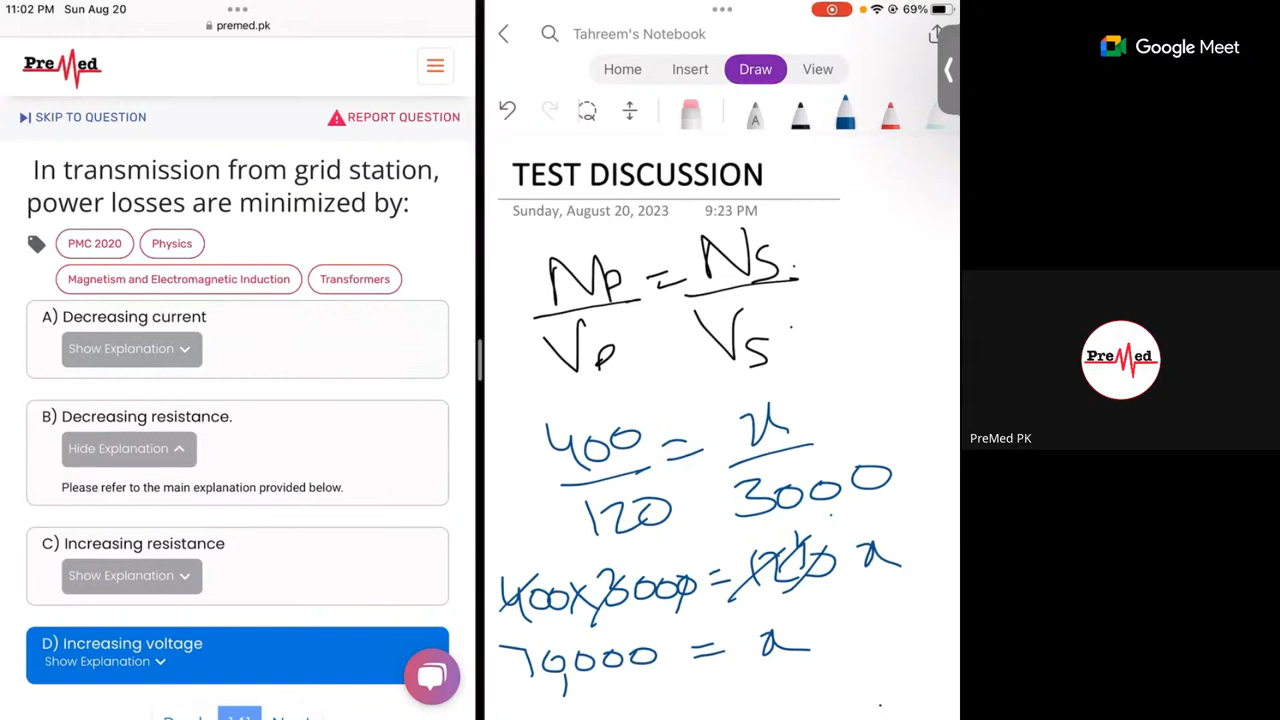 11:02 PM Sun Aug 20
premed.pk
PreMed
SKIP TO QUESTION
REPORT QUESTION
In transmission from grid station,
power losses are minimized by:
PMC 2020
Physics
Magnetism and Electromagnetic Induction
Transformers
A) Decreasing current
Show Explanation
B) Decreasing resistance.
Hide Explanation
Please refer to the main explanation provided below.
C) Increasing resistance
Show Explanation
D) Increasing voltage
Show Explanation
69%
Tahreem's Notebook
Home Insert Draw View
TEST DISCUSSION
Sunday, August 20, 2023 9:23 PM
Np = Ns
Vp Vs
400 = x
120 3000
400x3000 = 120 x
10,000 = x
Google Meet
PreMed
PreMed PK